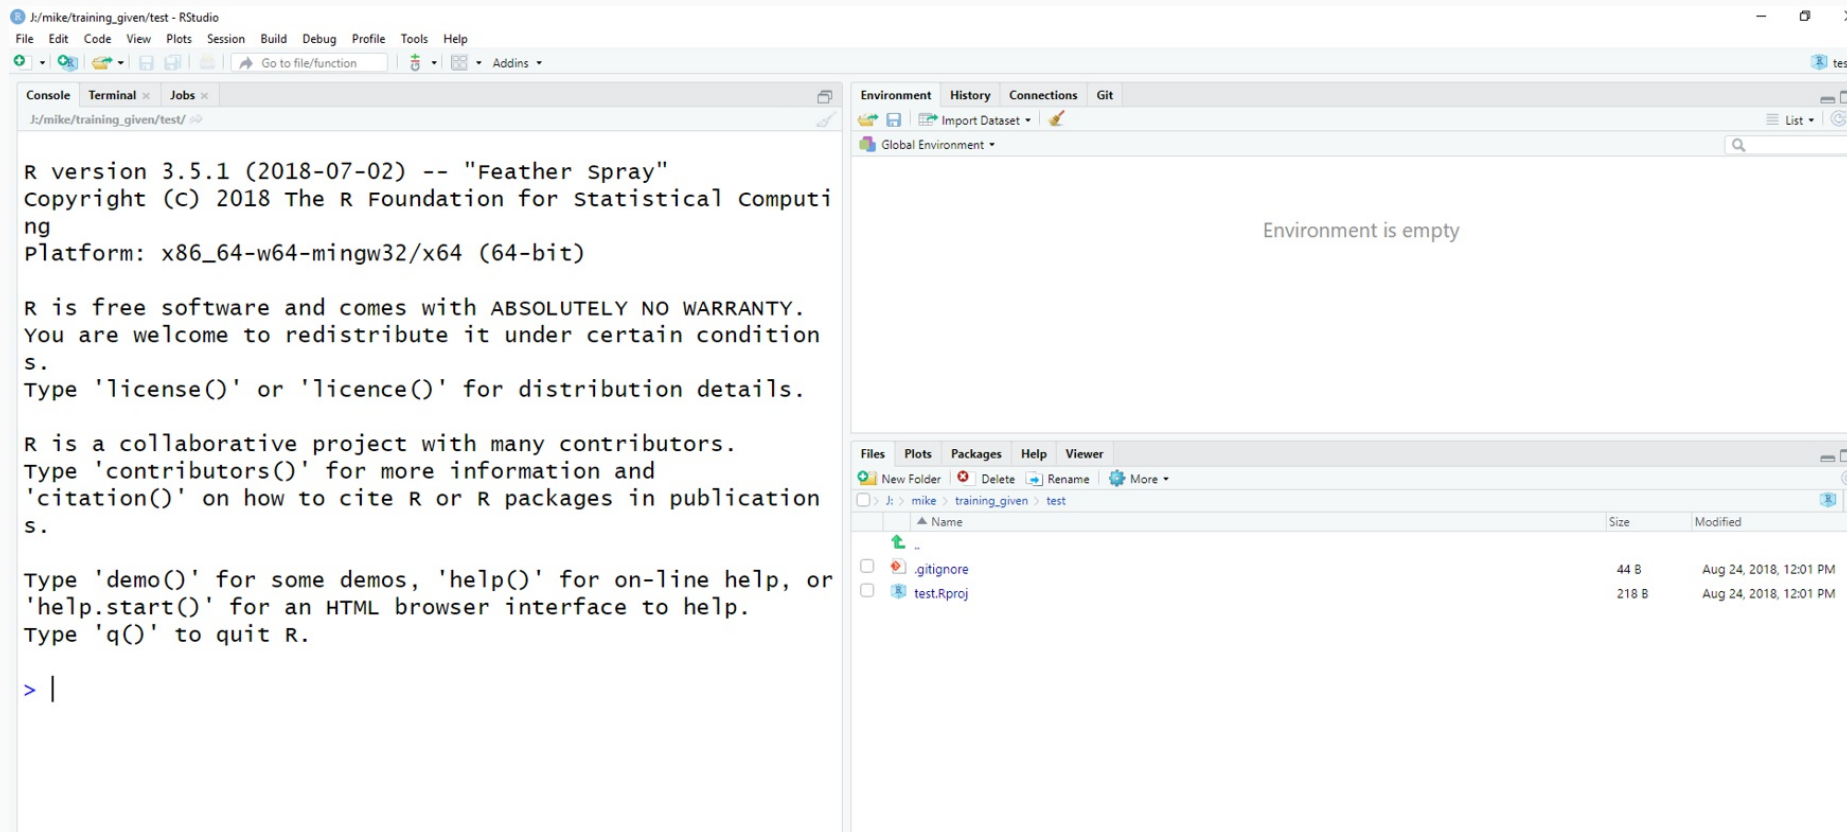 J:/mike/training_given/test - RStudio
File Edit Code View Plots Session Build Debug Profile Tools Help
Go to file/function Addins
Console Terminal Jobs
J:/mike/training_given/test/
R version 3.5.1 (2018-07-02) -- "Feather Spray"
Copyright (C) 2018 The R Foundation for Statistical Computi
ng
Platform: x86_64-w64-mingw32/x64 (64-bit)
R is free software and comes with ABSOLUTELY NO WARRANTY.
You are welcome to redistribute it under certain condition
s.
Type 'license()' or 'licence()' for distribution details.
R is a collaborative project with many contributors.
Type 'contributors()' for more information and
'citation()' on how to cite R or R packages in publication
s.
Type 'demo()' for some demos, 'help()' for on-line help, or
'help.start()' for an HTML browser interface to help.
Type 'q()' to quit R.
>
Environment History Connections Git
Import Dataset List
Global Environment
Environment is empty
Files Plots Packages Help Viewer
New Folder Delete Rename More
J: > mike > training_given > test
Name Size Modified
..
.gitignore 44 B Aug 24, 2018, 12:01 PM
test.Rproj 218 B Aug 24, 2018, 12:01 PM